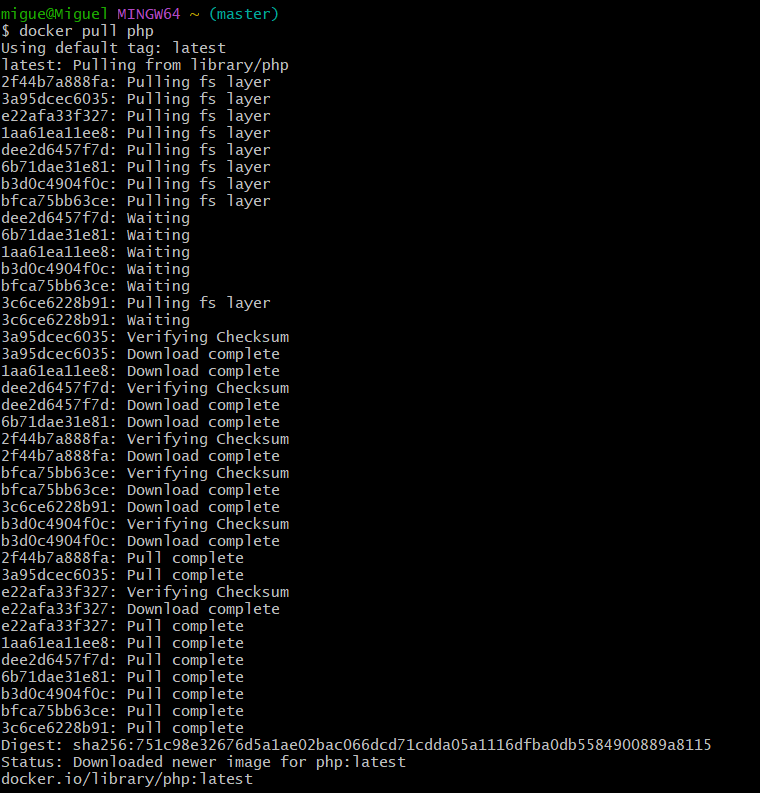 migue@Miguel MINGW64 ~ (master)
$ docker pull php
Using default tag: latest
latest: Pulling from library/php
2f44b7a888fa: Pulling fs layer
3a95dcec6035: Pulling fs layer
e22afa33f327: Pulling fs layer
1aa61ea11ee8: Pulling fs layer
dee2d6457f7d: Pulling fs layer
6b71dae31e81: Pulling fs layer
b3d0c4904f0c: Pulling fs layer
bfca75bb63ce: Pulling fs layer
dee2d6457f7d: Waiting
6b71dae31e81: Waiting
1aa61ea11ee8: Waiting
b3d0c4904f0c: Waiting
bfca75bb63ce: Waiting
3c6ce6228b91: Pulling fs layer
3c6ce6228b91: Waiting
3a95dcec6035: Verifying Checksum
3a95dcec6035: Download complete
1aa61ea11ee8: Download complete
dee2d6457f7d: Verifying Checksum
dee2d6457f7d: Download complete
6b71dae31e81: Download complete
2f44b7a888fa: Verifying Checksum
2f44b7a888fa: Download complete
bfca75bb63ce: Verifying Checksum
bfca75bb63ce: Download complete
3c6ce6228b91: Download complete
b3d0c4904f0c: Verifying Checksum
b3d0c4904f0c: Download complete
2f44b7a888fa: Pull complete
3a95dcec6035: Pull complete
e22afa33f327: Verifying Checksum
e22afa33f327: Download complete
e22afa33f327: Pull complete
1aa61ea11ee8: Pull complete
dee2d6457f7d: Pull complete
6b71dae31e81: Pull complete
b3d0c4904f0c: Pull complete
bfca75bb63ce: Pull complete
3c6ce6228b91: Pull complete
Digest: sha256:751c98e32676d5a1ae02bac066dcd71cdda05a1116dfba0db5584900889a8115
Status: Downloaded newer image for php:latest
docker.io/library/php:latest